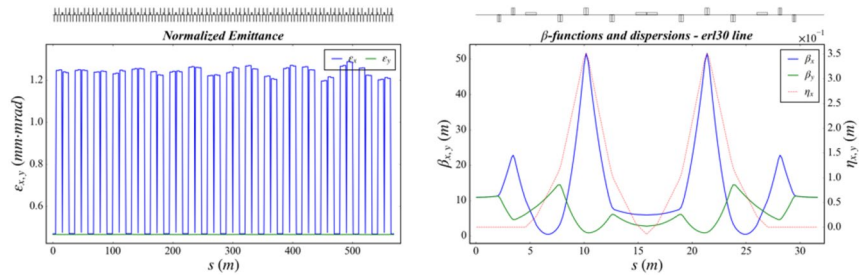 Normalized Emittance
εx εy
1.2
1.0
0.8
0.6
εx,y (mm·mrad)
0 100 200 300 400 500
s (m)
β-functions and dispersions - erl30 line
×10⁻¹
βx
βy
ηx
50
40
30
20
10
0
βx,y (m)
3.5
3.0
2.5
2.0
1.5
1.0
0.5
0.0
ηx,y (m)
0 5 10 15 20 25 30
s (m)